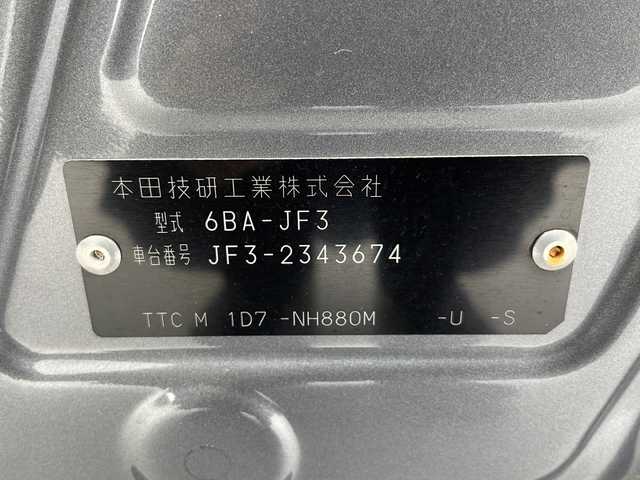 本田技研工業株式会社
型式 6BA-JF3
車台番号 JF3-2343674
TTC M 1D7 -NH880M -U -S